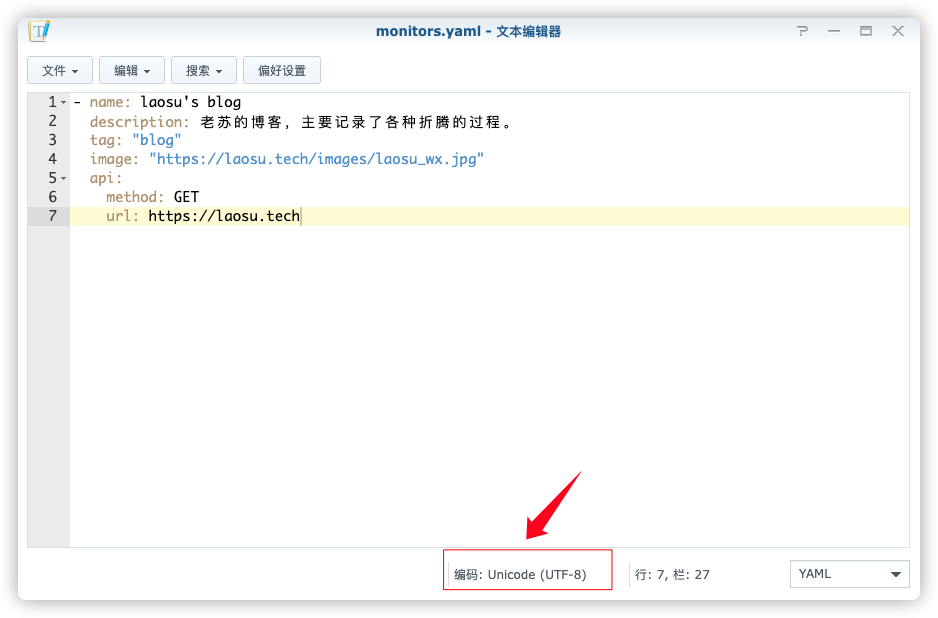 monitors.yaml - 文本编辑器
文件 编辑 搜索 偏好设置
1 - name: laosu's blog
2 description: 老苏的博客，主要记录了各种折腾的过程。
3 tag: "blog"
4 image: "https://laosu.tech/images/laosu_wx.jpg"
5 api:
6 method: GET
7 url: https://laosu.tech
编码: Unicode (UTF-8) 行: 7, 栏: 27 YAML